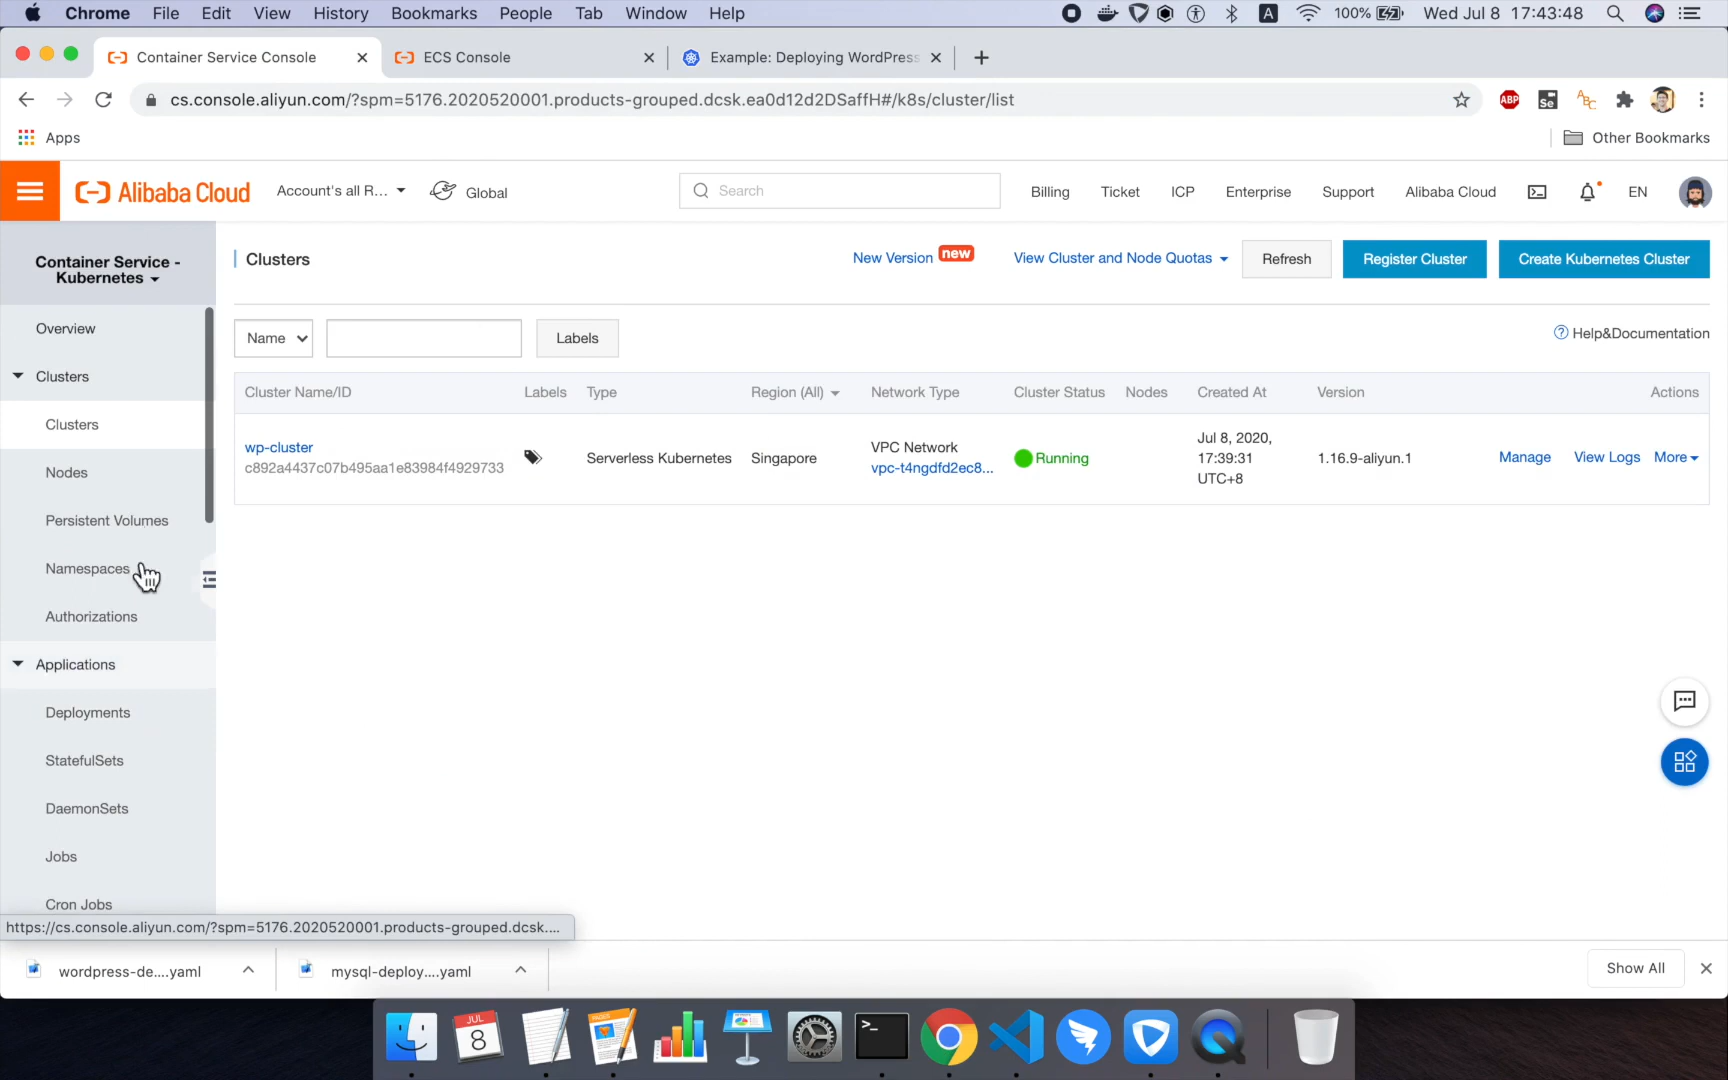 Chrome File Edit View History Bookmarks People Tab Window Help A 100% Wed Jul 8 17:43:48
Container Service Console ECS Console Example: Deploying WordPress
cs.console.aliyun.com/?spm=5176.2020520001.products-grouped.dcsk.ea0d12d2DSaffH#/k8s/cluster/list ABP Se ABC
Apps Other Bookmarks
Alibaba Cloud Account's all R... Global Search Billing Ticket ICP Enterprise Support Alibaba Cloud EN
Container Service -
Kubernetes
Overview
Clusters
Clusters
Nodes
Persistent Volumes
Namespaces
Authorizations
Applications
Deployments
StatefulSets
DaemonSets
Jobs
Cron Jobs
Clusters New Version new View Cluster and Node Quotas Refresh Register Cluster Create Kubernetes Cluster
Name Labels Help&Documentation
Cluster Name/ID Labels Type Region (All) Network Type Cluster Status Nodes Created At Version Actions
wp-cluster
c892a4437c07b495aa1e83984f4929733
Serverless Kubernetes Singapore
VPC Network
vpc-t4ngdfd2ec8...
Running
Jul 8, 2020,
17:39:31
UTC+8
1.16.9-aliyun.1 Manage View Logs More
https://cs.console.aliyun.com/?spm=5176.2020520001.products-grouped.dcsk....
wordpress-de....yaml mysql-deploy....yaml Show All
JUL
8
PAGES
>_